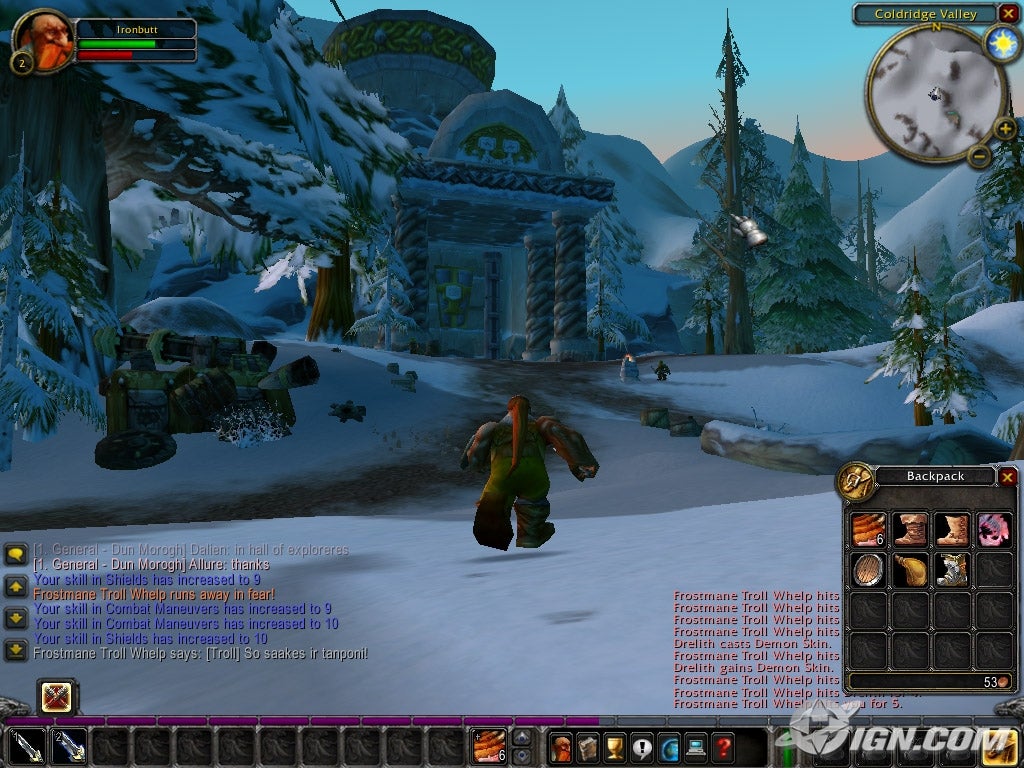 Ironbutt
2
Coldridge Valley
N
Backpack
6
53
[1. General - Dun Morogh] Dalien: in hall of exploreres
[1. General - Dun Morogh] Allure: thanks
Your skill in Shields has increased to 9
Frostmane Troll Whelp runs away in fear!
Your skill in Combat Maneuvers has increased to 9
Your skill in Combat Maneuvers has increased to 10
Your skill in Shields has increased to 10
Frostmane Troll Whelp says: [Troll] So saakes ir tanponi!
Frostmane Troll Whelp hits
Frostmane Troll Whelp hits
Frostmane Troll Whelp hits
Frostmane Troll Whelp hits
Drelith casts Demon Skin.
Frostmane Troll Whelp hits
Drelith gains Demon Skin.
Frostmane Troll Whelp hits
Frostmane Troll Whelp hits
Frostmane Troll Whelp hits you for 5.
2
6
?
IGN.COM